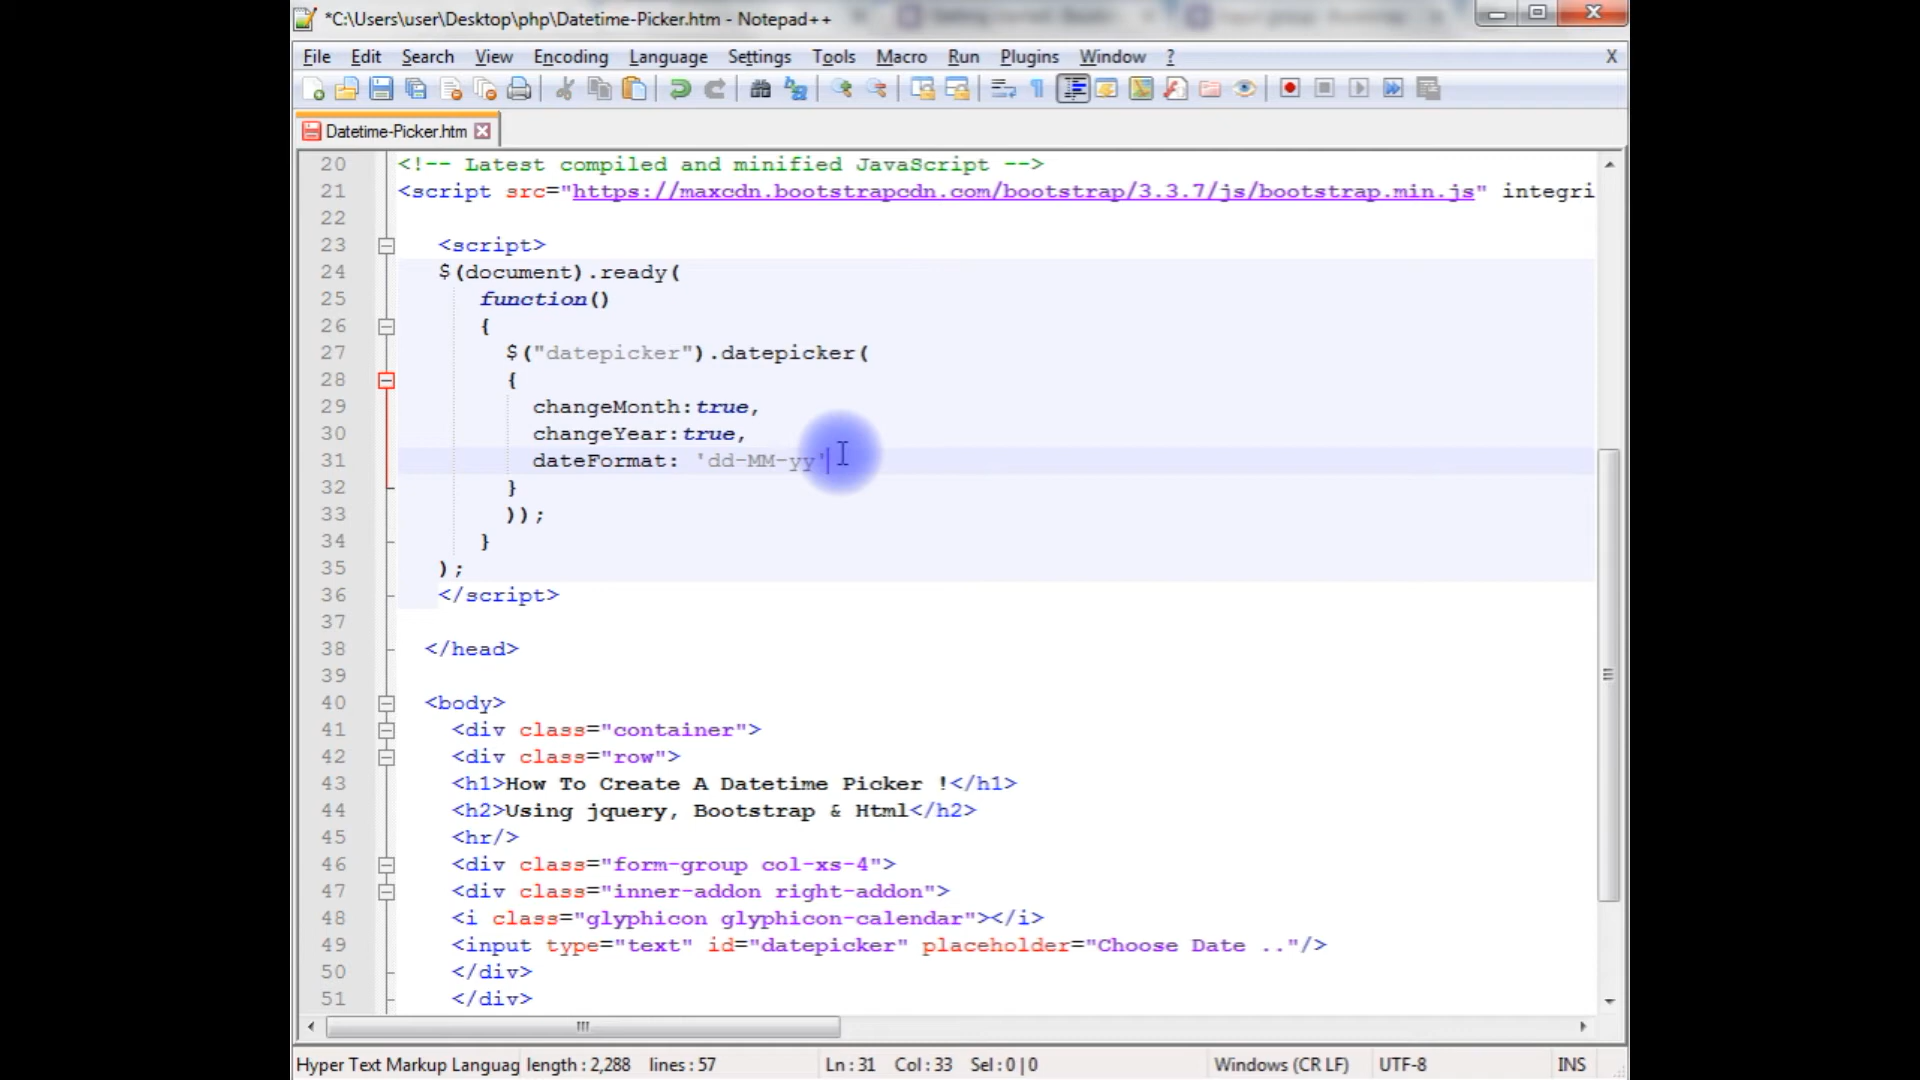 *C:\Users\user\Desktop\php\Datetime-Picker.htm - Notepad++
File Edit Search View Encoding Language Settings Tools Macro Run Plugins Window ? X
Datetime-Picker.htm
20 <!-- Latest compiled and minified JavaScript -->
21 <script src="https://maxcdn.bootstrapcdn.com/bootstrap/3.3.7/js/bootstrap.min.js" integri
22
23 <script>
24 $(document).ready(
25 function()
26 {
27 $("datepicker").datepicker(
28 {
29 changeMonth:true,
30 changeYear:true,
31 dateFormat: 'dd-MM-yy'
32 }
33 ));
34 }
35 );
36 </script>
37
38 </head>
39
40 <body>
41 <div class="container">
42 <div class="row">
43 <h1>How To Create A Datetime Picker !</h1>
44 <h2>Using jquery, Bootstrap & Html</h2>
45 <hr/>
46 <div class="form-group col-xs-4">
47 <div class="inner-addon right-addon">
48 <i class="glyphicon glyphicon-calendar"></i>
49 <input type="text" id="datepicker" placeholder="Choose Date .."/>
50 </div>
51 </div>
Hyper Text Markup Languag length : 2,288 lines : 57 Ln : 31 Col : 33 Sel : 0 | 0 Windows (CR LF) UTF-8 INS